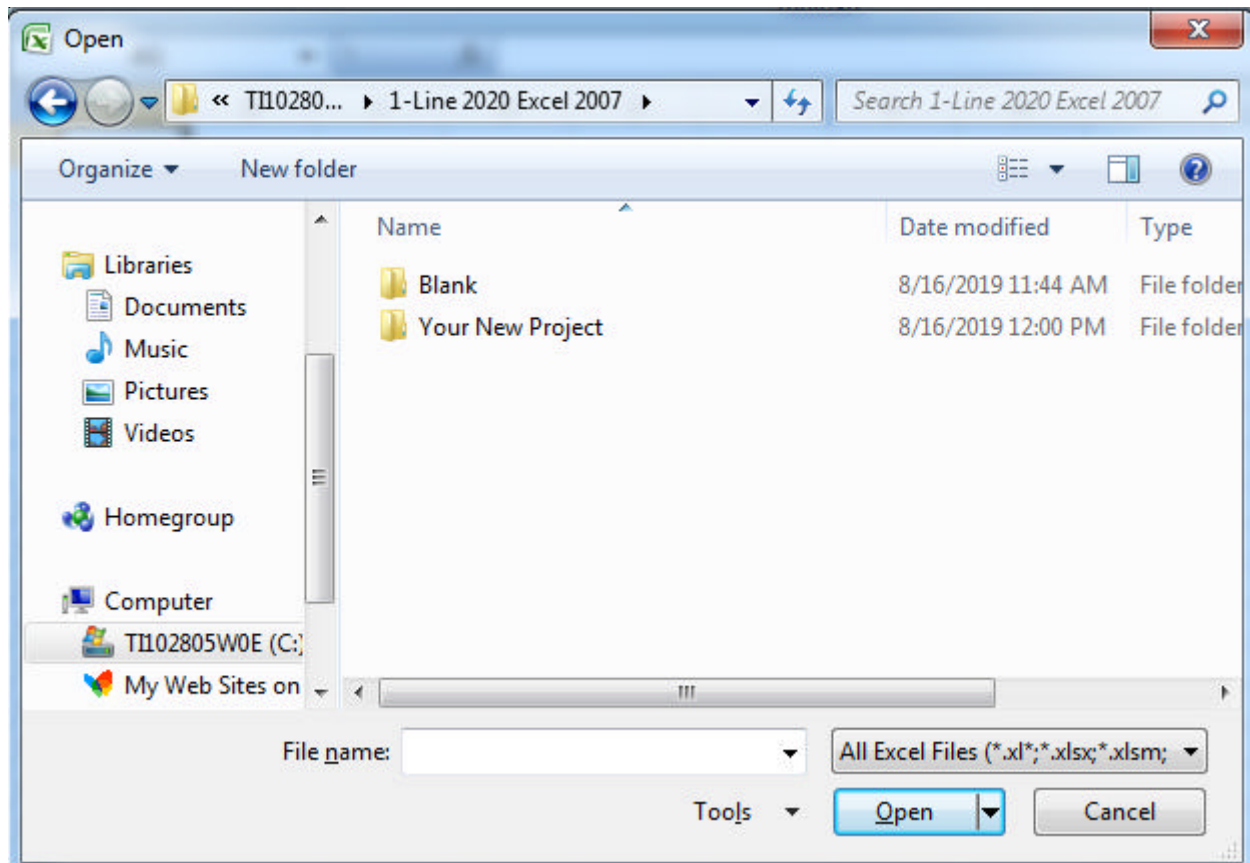 Open
« TI10280... ▸ 1-Line 2020 Excel 2007 ▸
Search 1-Line 2020 Excel 2007
Organize New folder
Name Date modified Type
Libraries
Documents
Music
Pictures
Videos
Homegroup
Computer
TI102805W0E (C:)
My Web Sites on
Blank 8/16/2019 11:44 AM File folder
Your New Project 8/16/2019 12:00 PM File folder
File name: All Excel Files (*.xl*;*.xlsx;*.xlsm;
Tools Open Cancel